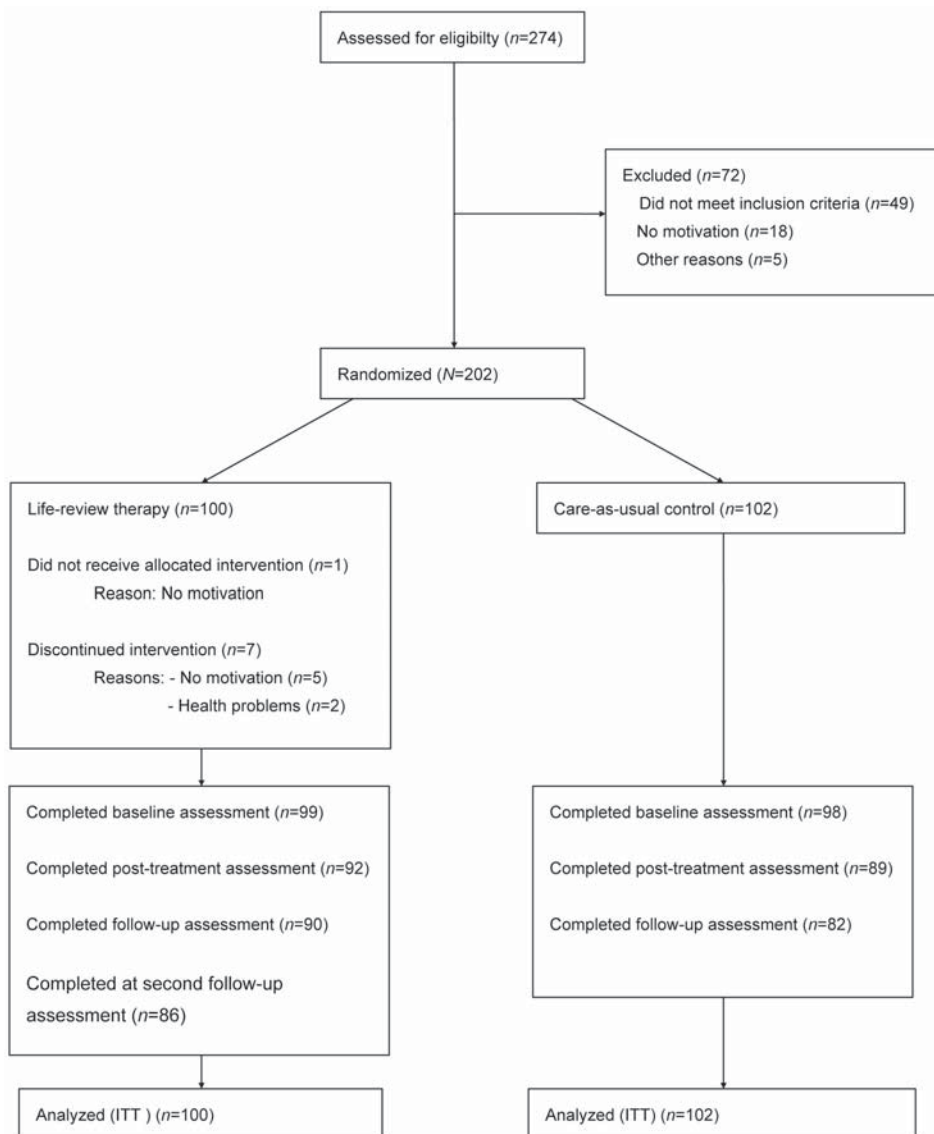 Assessed for eligibilty (n=274)
Excluded (n=72)
Did not meet inclusion criteria (n=49)
No motivation (n=18)
Other reasons (n=5)
Randomized (N=202)
Life-review therapy (n=100)
Did not receive allocated intervention (n=1)
Reason: No motivation
Discontinued intervention (n=7)
Reasons: - No motivation (n=5)
- Health problems (n=2)
Care-as-usual control (n=102)
Completed baseline assessment (n=99)
Completed post-treatment assessment (n=92)
Completed follow-up assessment (n=90)
Completed at second follow-up
assessment (n=86)
Completed baseline assessment (n=98)
Completed post-treatment assessment (n=89)
Completed follow-up assessment (n=82)
Analyzed (ITT ) (n=100)
Analyzed (ITT) (n=102)